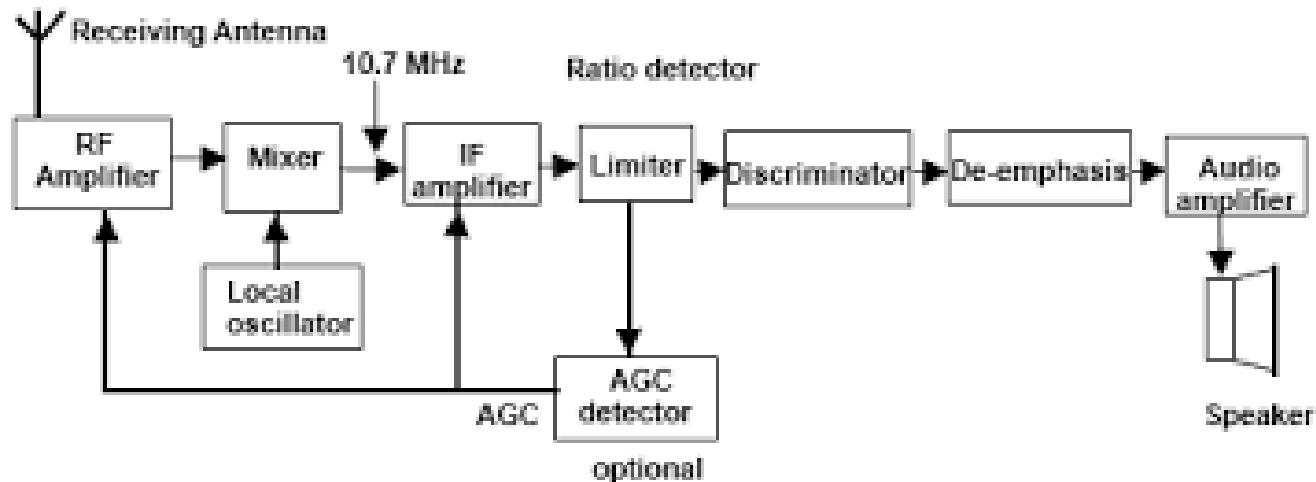 Receiving Antenna
10.7 MHz
Ratio detector
RF
Amplifier
Mixer
IF
amplifier
Limiter
Discriminator
De-emphasis
Audio
amplifier
Local
oscillator
AGC
AGC
detector
optional
Speaker